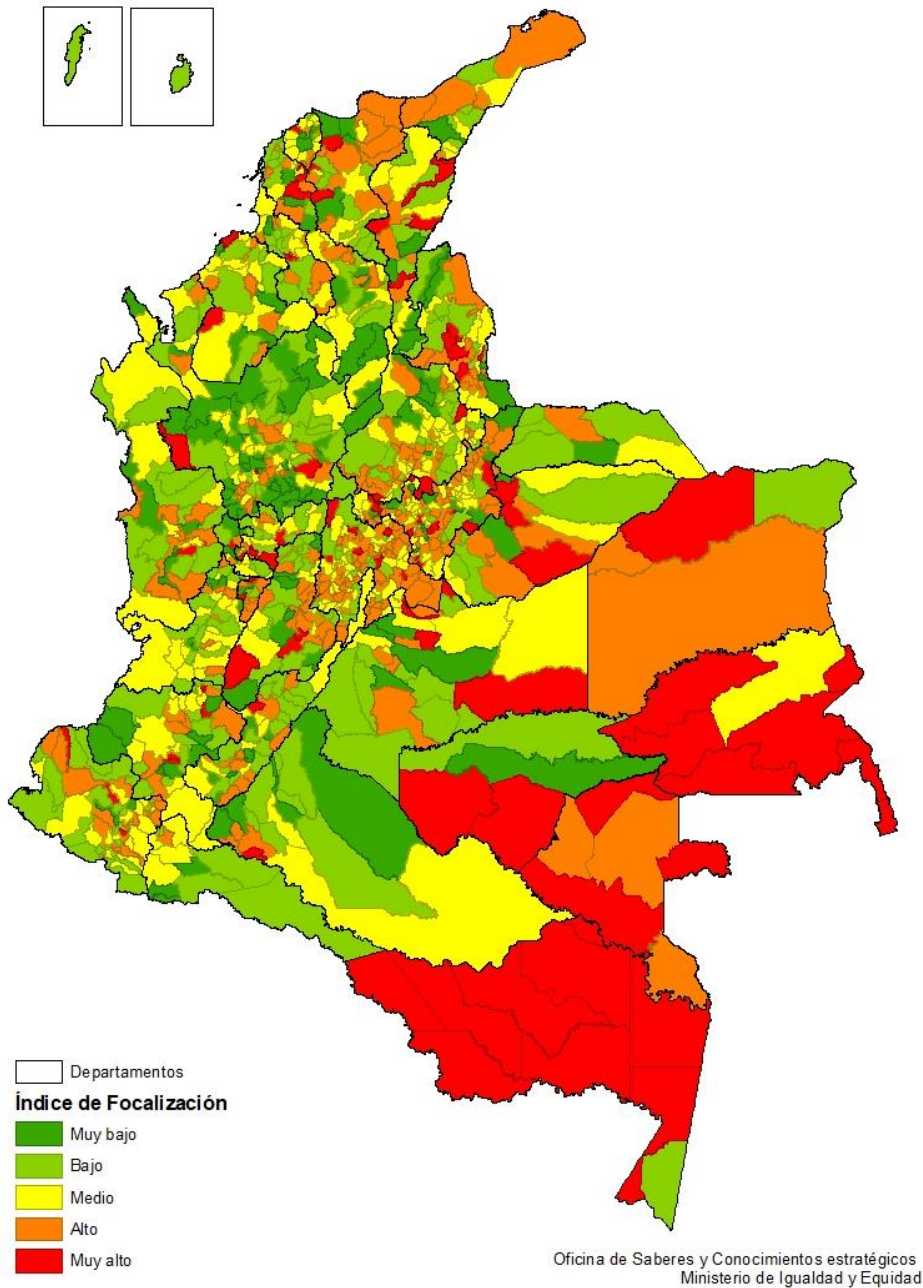 Departamentos
Índice de Focalización
Muy bajo
Bajo
Medio
Alto
Muy alto
Oficina de Saberes y Conocimientos estratégicos
Ministerio de Igualdad y Equidad